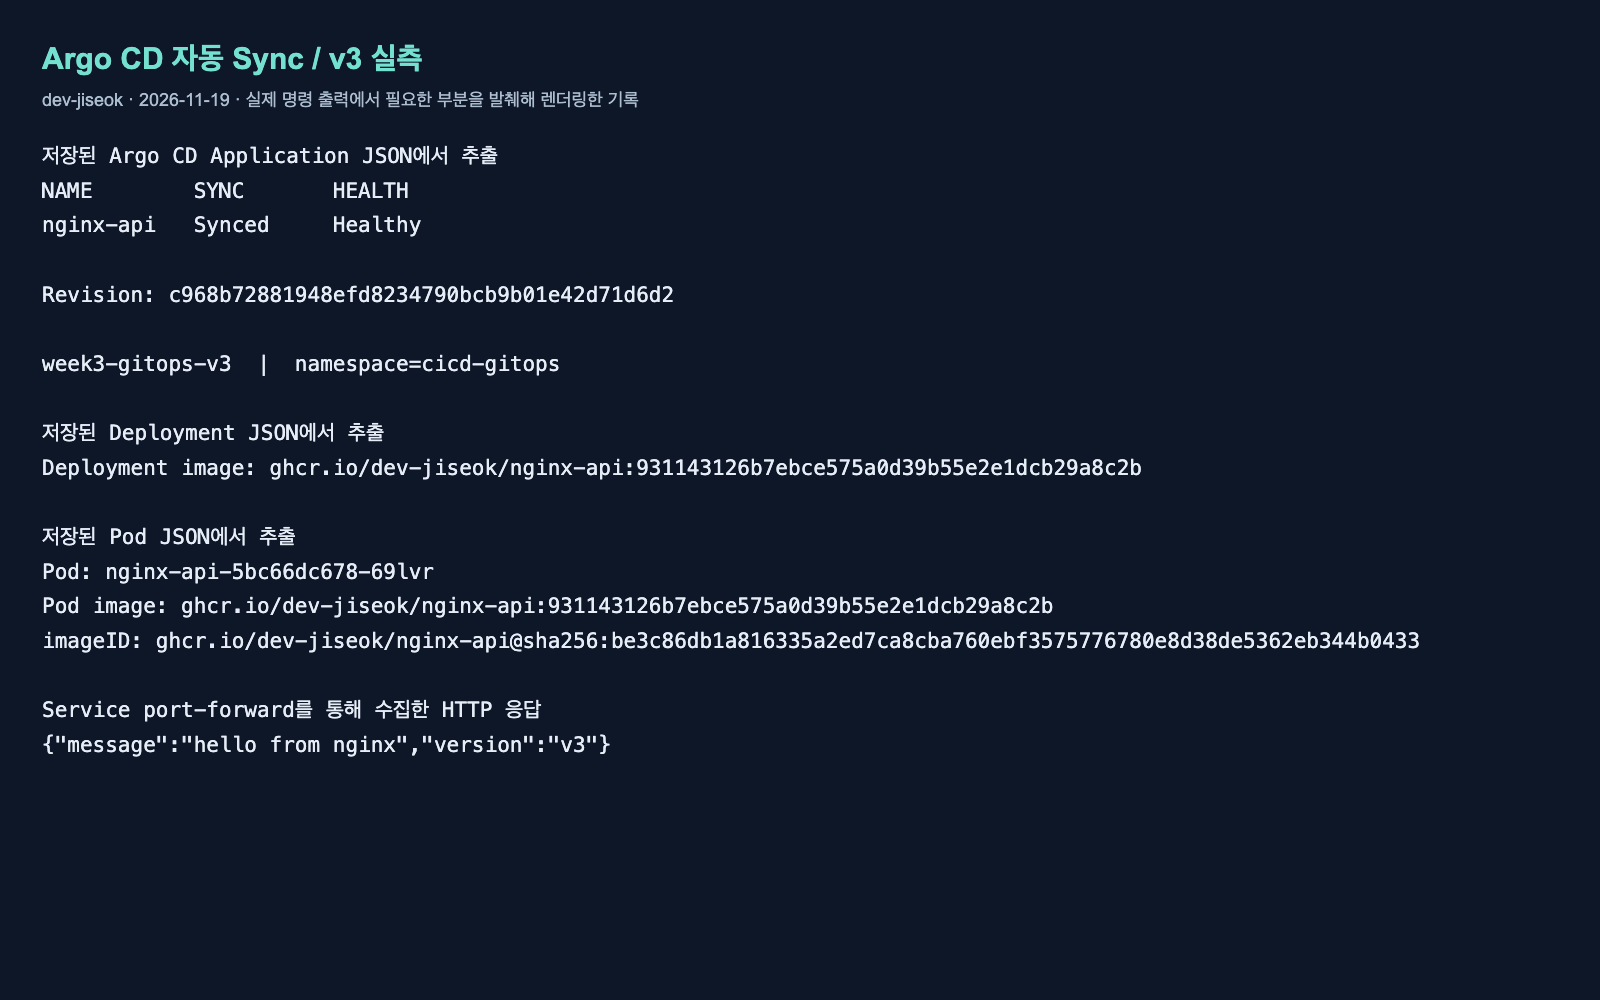 Argo CD 자동 Sync / v3 실측
dev-jiseok · 2026-11-19 · 실제 명령 출력에서 필요한 부분을 발췌해 렌더링한 기록
저장된 Argo CD Application JSON에서 추출
NAME SYNC HEALTH
nginx-api Synced Healthy
Revision: c968b72881948efd8234790bcb9b01e42d71d6d2
week3-gitops-v3 | namespace=cicd-gitops
저장된 Deployment JSON에서 추출
Deployment image: ghcr.io/dev-jiseok/nginx-api:931143126b7ebce575a0d39b55e2e1dcb29a8c2b
저장된 Pod JSON에서 추출
Pod: nginx-api-5bc66dc678-69lvr
Pod image: ghcr.io/dev-jiseok/nginx-api:931143126b7ebce575a0d39b55e2e1dcb29a8c2b
imageID: ghcr.io/dev-jiseok/nginx-api@sha256:be3c86db1a816335a2ed7ca8cba760ebf3575776780e8d38de5362eb344b0433
Service port-forward를 통해 수집한 HTTP 응답
{"message":"hello from nginx","version":"v3"}